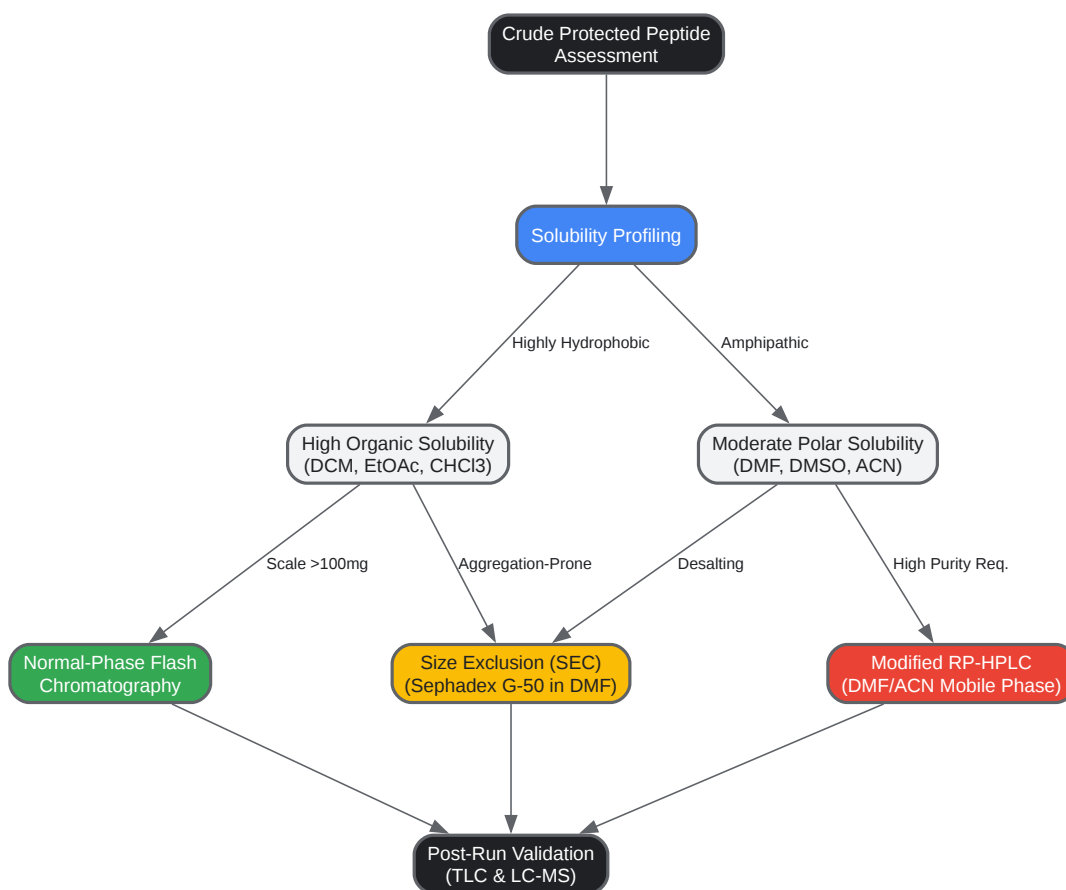 Crude Protected Peptide
Assessment
Solubility Profiling
Highly Hydrophobic
Amphipathic
High Organic Solubility
(DCM, EtOAc, CHCl3)
Moderate Polar Solubility
(DMF, DMSO, ACN)
Scale >100mg
Aggregation-Prone
Desalting
High Purity Req.
Normal-Phase Flash
Chromatography
Size Exclusion (SEC)
(Sephadex G-50 in DMF)
Modified RP-HPLC
(DMF/ACN Mobile Phase)
Post-Run Validation
(TLC & LC-MS)